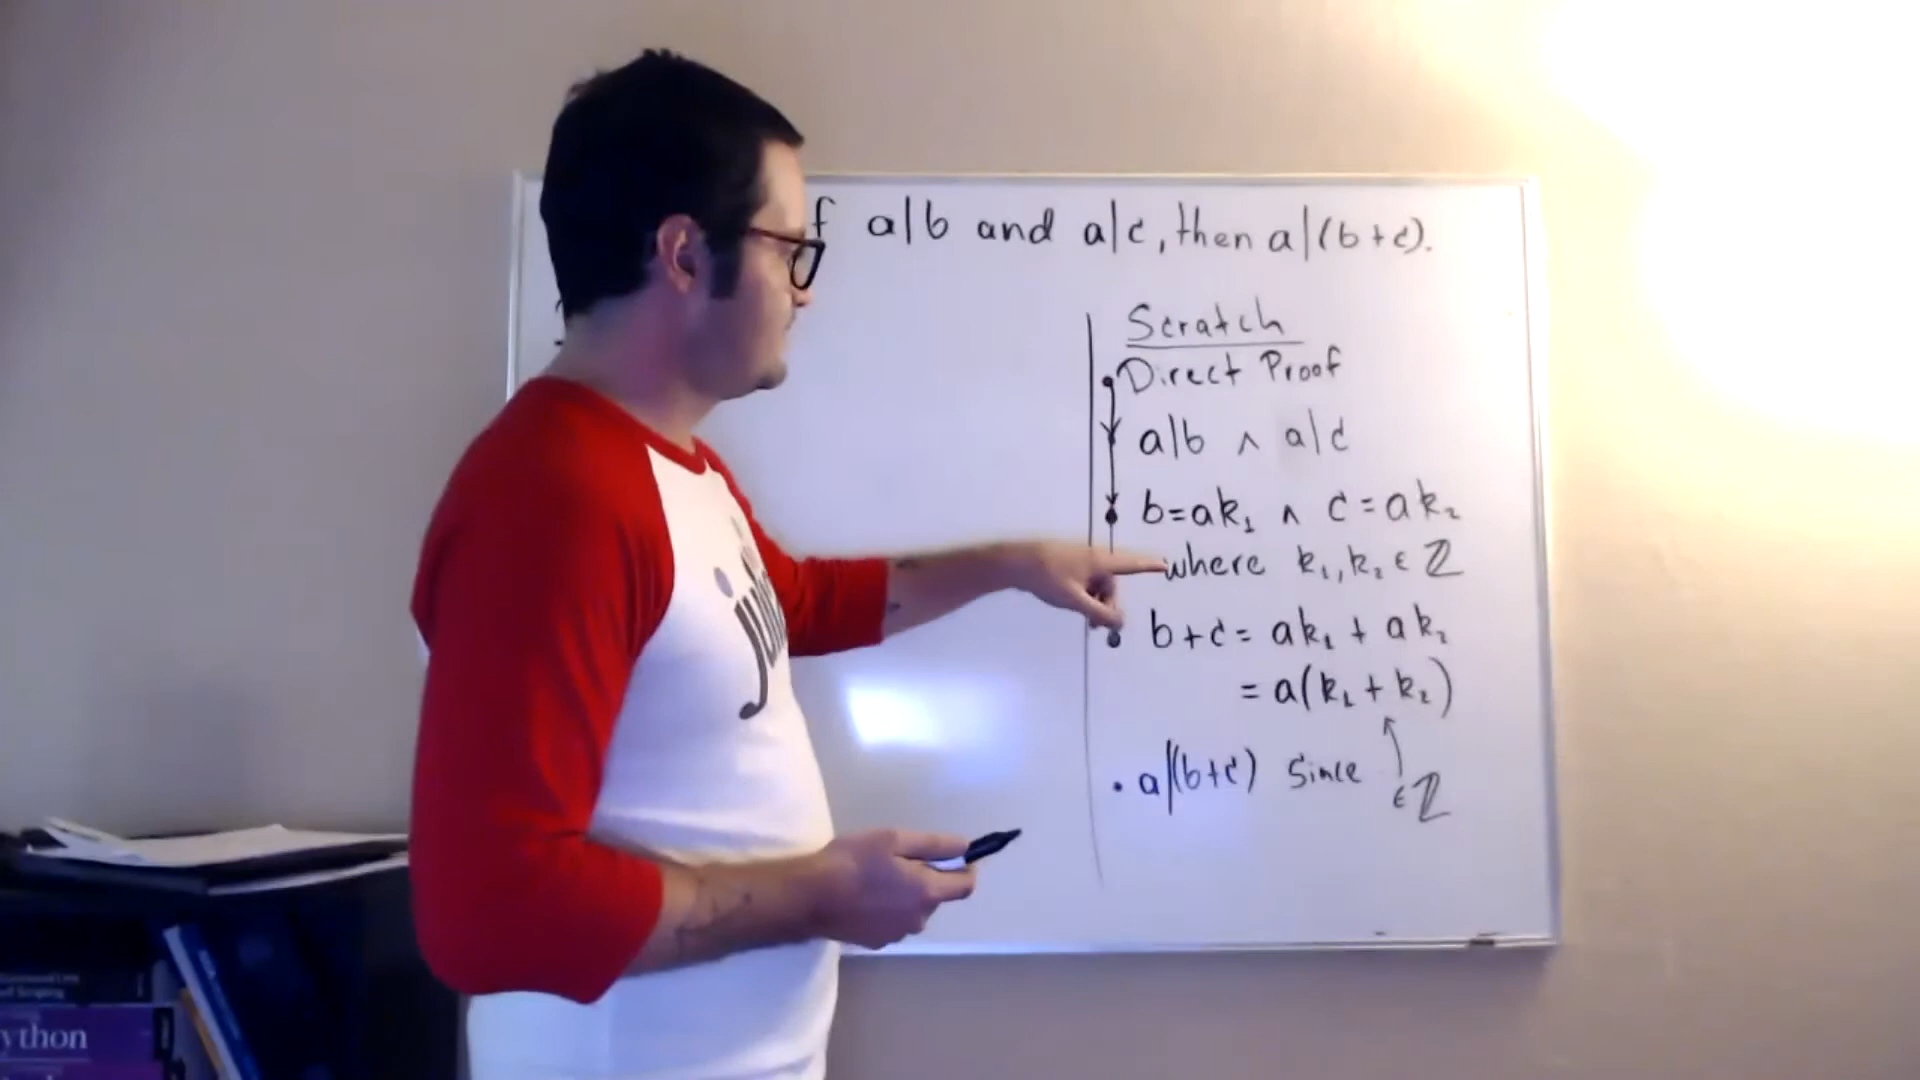 f a|b and a|c, then a|(b+c).
Scratch
Direct Proof
a|b ∧ a|c
b=ak₁ ∧ c=ak₂
where k₁, k₂ ∈ ℤ
b+c= ak₁ + ak₂
= a(k₁ + k₂)
• a|(b+c) since
∈ ℤ
ython